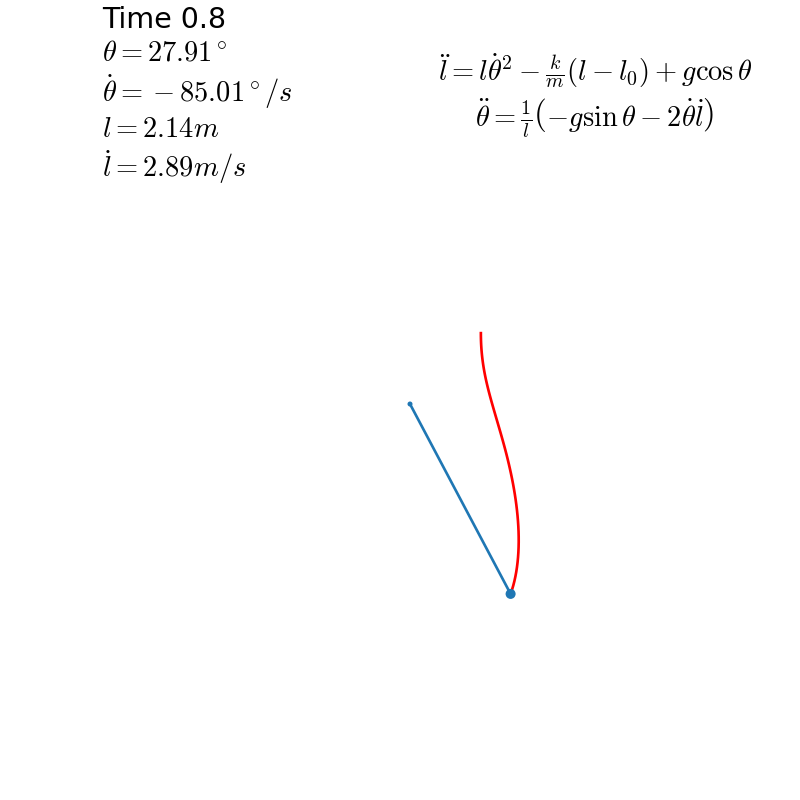 Time 0.8
θ = 27.91°
θ̇ = −85.01°/s
l = 2.14m
l̇ = 2.89m/s
l̈ = lθ̇² − k/m(l − l₀) + g cos θ
θ̈ = 1/l(−g sin θ − 2θ̇l̇)